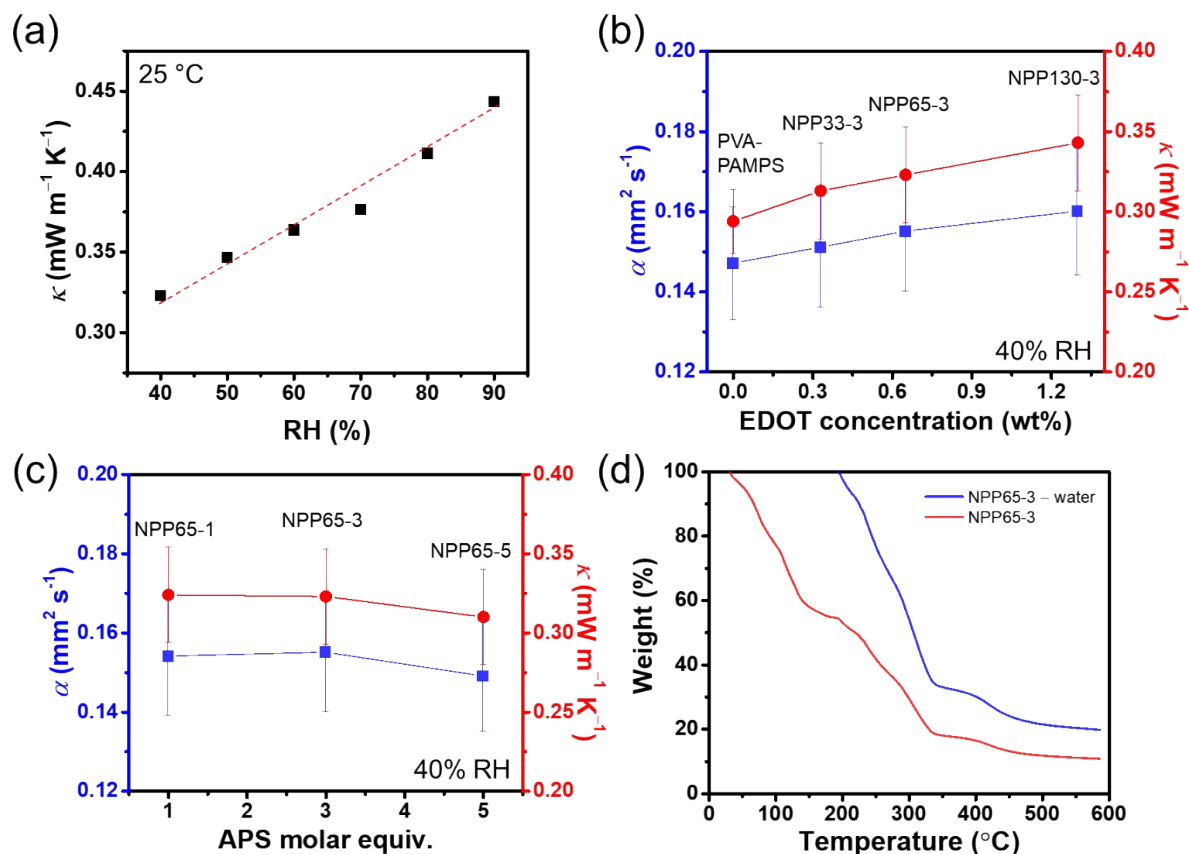 (a)
25 °C
0.45
0.40
0.35
0.30
κ (mW m⁻¹ K⁻¹)
40 50 60 70 80 90
RH (%)
(b)
0.20
0.18
0.16
0.14
0.12
α (mm² s⁻¹)
PVA-
PAMPS
NPP33-3
NPP65-3
NPP130-3
40% RH
0.40
0.35
0.30
0.25
0.20
κ (mW m⁻¹ K⁻¹)
0.0 0.3 0.6 0.9 1.2
EDOT concentration (wt%)
(c)
0.20
0.18
0.16
0.14
0.12
α (mm² s⁻¹)
NPP65-1
NPP65-3
NPP65-5
40% RH
0.40
0.35
0.30
0.25
0.20
κ (mW m⁻¹ K⁻¹)
1 2 3 4 5
APS molar equiv.
(d)
100
80
60
40
20
0
Weight (%)
NPP65-3 – water
NPP65-3
0 100 200 300 400 500 600
Temperature (°C)